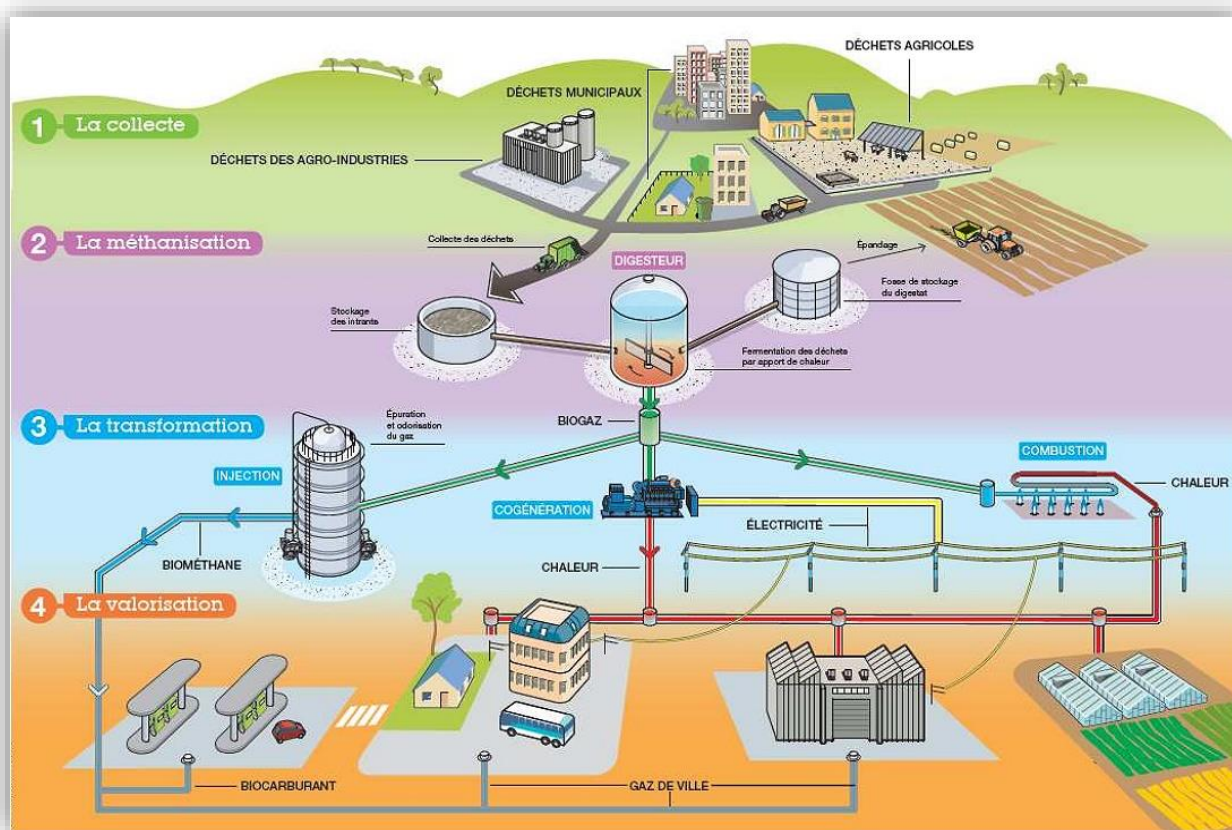 DÉCHETS AGRICOLES
DÉCHETS MUNICIPAUX
1 La collecte
DÉCHETS DES AGRO-INDUSTRIES
2 La méthanisation
Collecte des déchets
DIGESTEUR
Épandage
Fosse de stockage
du digestat
Stockage
des intrants
Fermentation des déchets
par apport de chaleur
3 La transformation
Épuration
et odorisation
du gaz
BIOGAZ
INJECTION
COMBUSTION
CHALEUR
COGÉNÉRATION
ÉLECTRICITÉ
BIOMÉTHANE
CHALEUR
4 La valorisation
BIOCARBURANT
GAZ DE VILLE